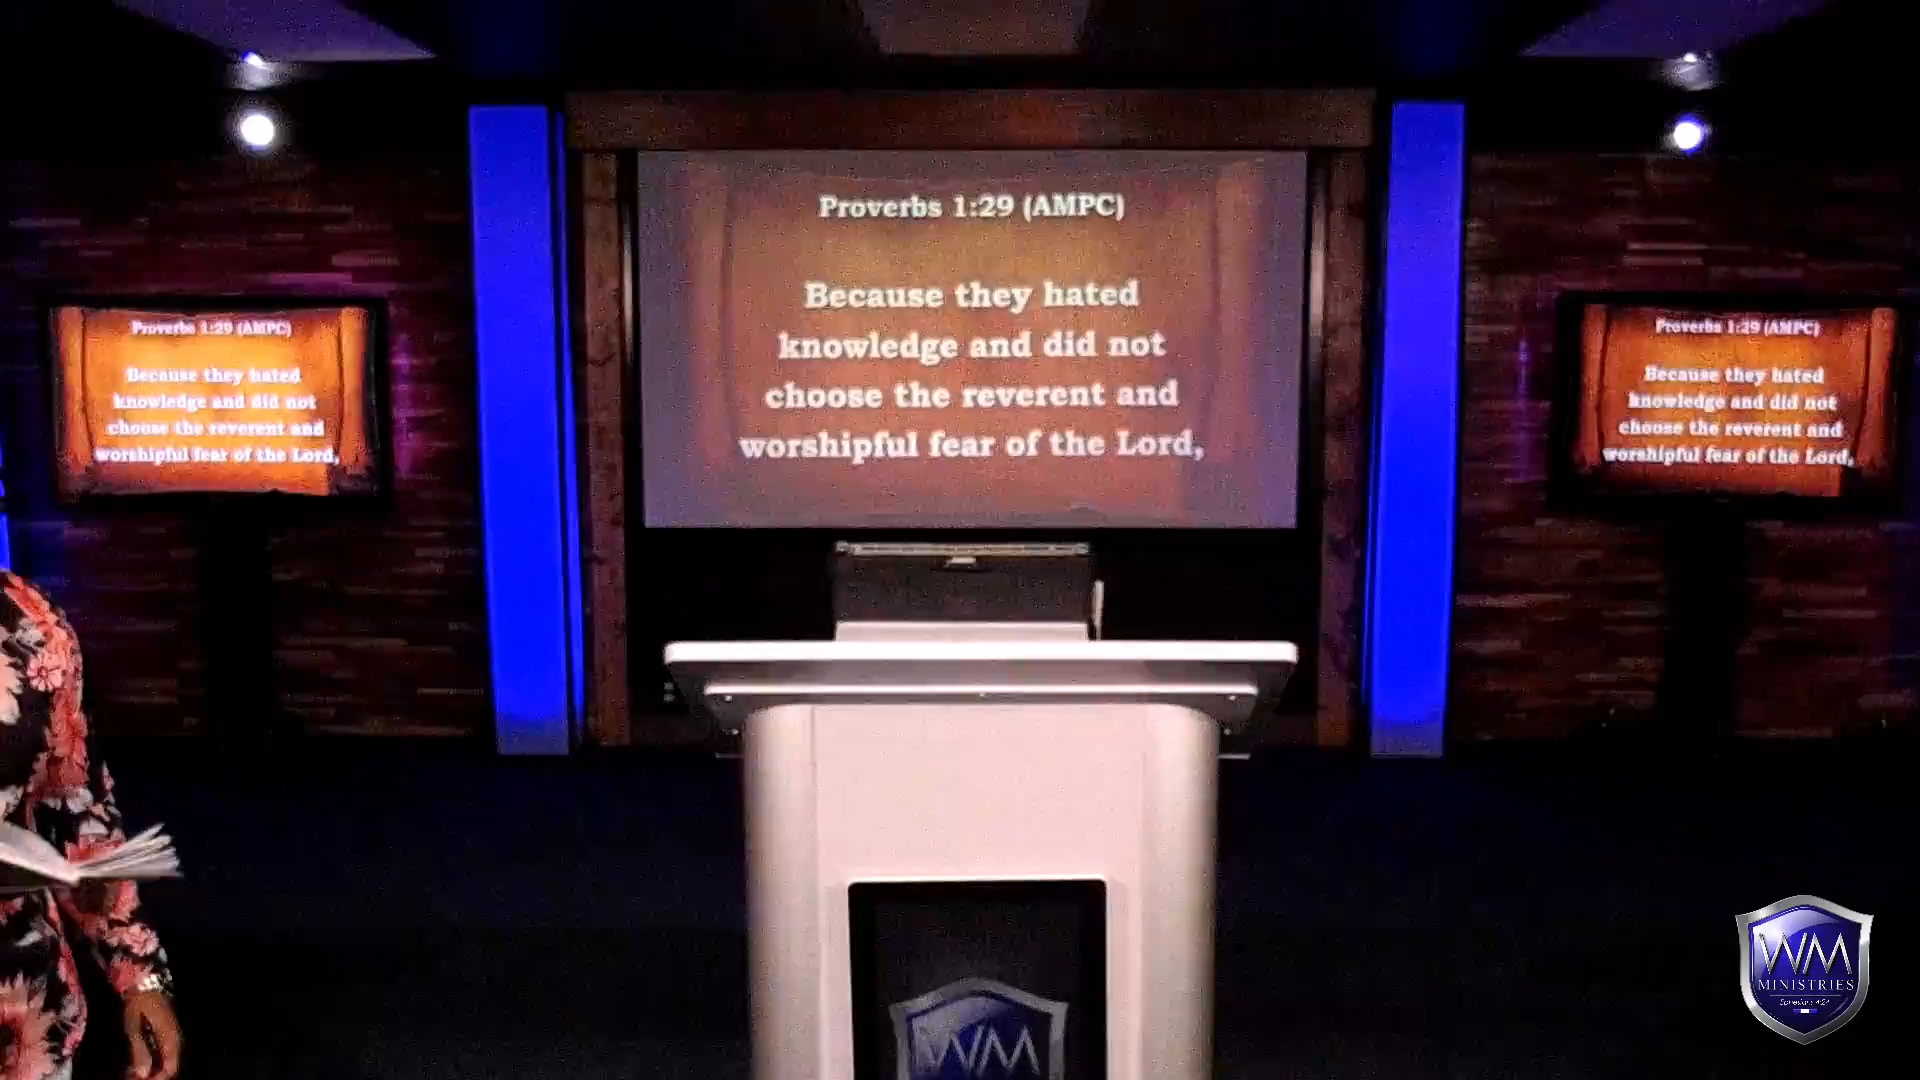 Proverbs 1:29 (AMPC)
Because they hated
knowledge and did not
choose the reverent and
worshipful fear of the Lord,
Proverbs 1:29 (AMPC)
Because they hated
knowledge and did not
choose the reverent and
worshipful fear of the Lord,
Proverbs 1:29 (AMPC)
Because they hated
knowledge and did not
choose the reverent and
worshipful fear of the Lord,
WM
WM
MINISTRIES
Ephesians 4:24